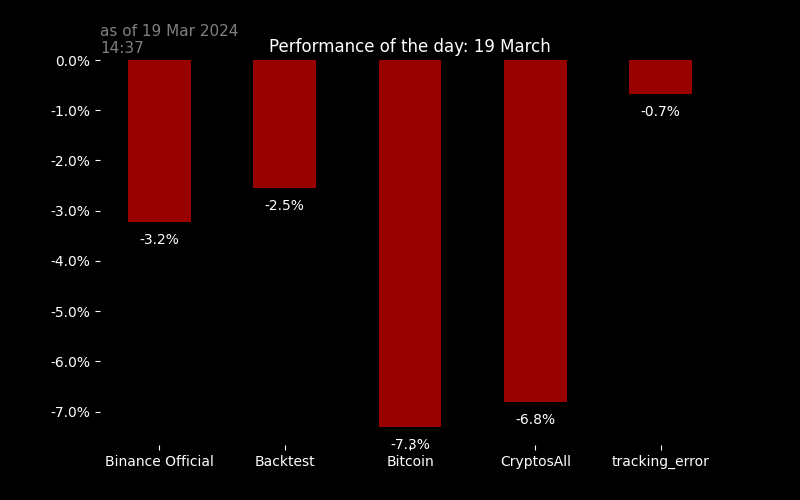 as of 19 Mar 2024
14:37
Performance of the day: 19 March
0.0%
-1.0%
-2.0%
-3.0%
-4.0%
-5.0%
-6.0%
-7.0%
-3.2%
-2.5%
-7.3%
-6.8%
-0.7%
Binance Official
Backtest
Bitcoin
CryptosAll
tracking_error